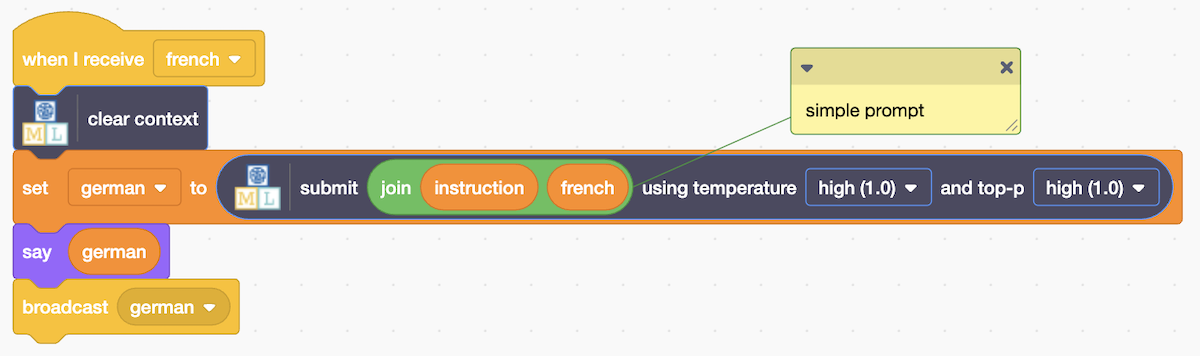 when I receive french
simple prompt
ML clear context
set german to ML submit join instruction french using temperature high (1.0) and top-p high (1.0)
say german
broadcast german